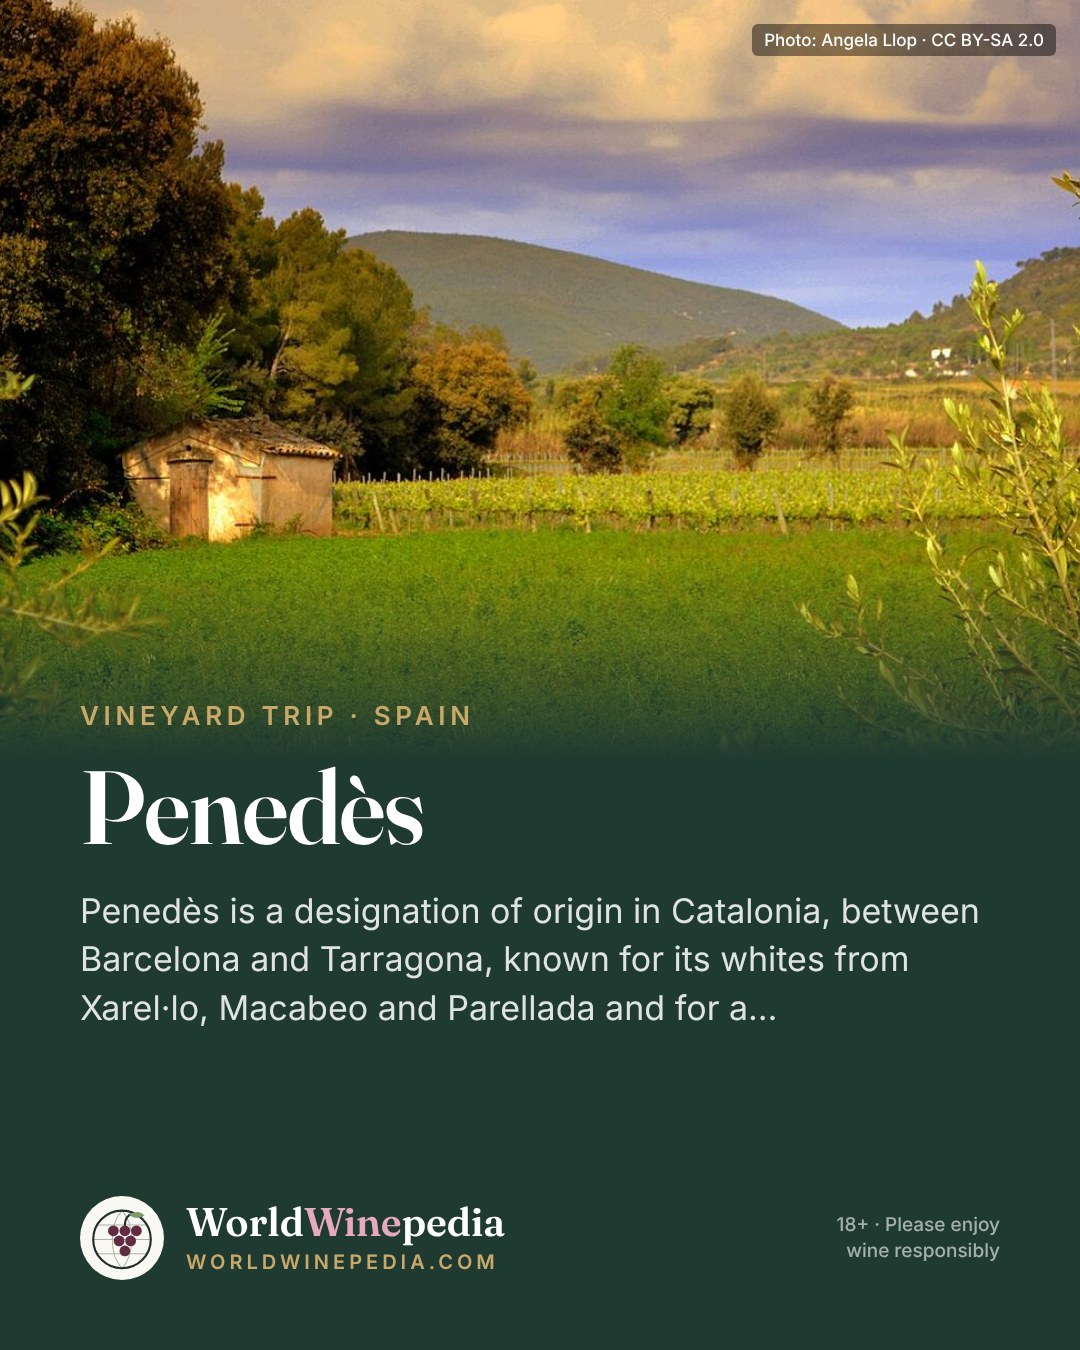 Photo: Angela Llop · CC BY-SA 2.0
VINEYARD TRIP · SPAIN
Penedès
Penedès is a designation of origin in Catalonia, between
Barcelona and Tarragona, known for its whites from
Xarel·lo, Macabeo and Parellada and for a...
WorldWinepedia
WORLDWINEPEDIA.COM
18+ · Please enjoy
wine responsibly